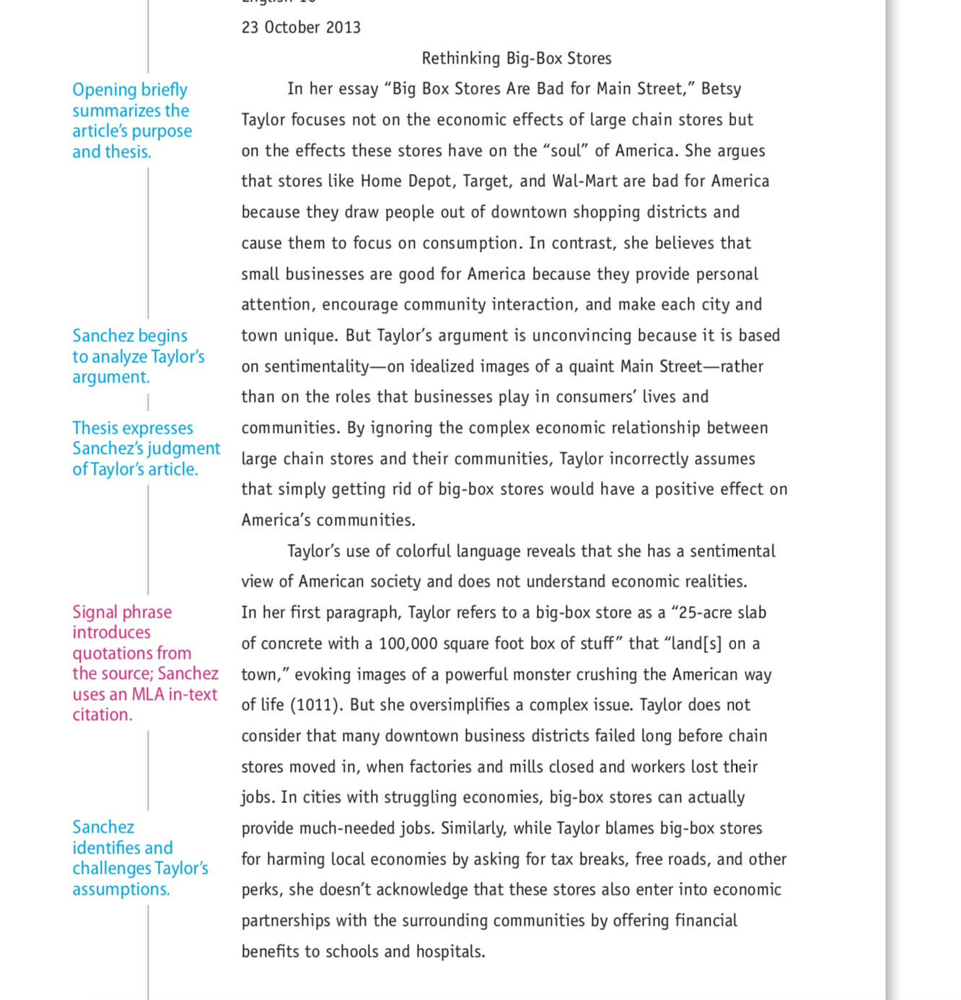 English 10
23 October 2013
Rethinking Big-Box Stores
Opening briefly
summarizes the
article's purpose
and thesis.
In her essay “Big Box Stores Are Bad for Main Street,” Betsy
Taylor focuses not on the economic effects of large chain stores but
on the effects these stores have on the “soul” of America. She argues
that stores like Home Depot, Target, and Wal-Mart are bad for America
because they draw people out of downtown shopping districts and
cause them to focus on consumption. In contrast, she believes that
small businesses are good for America because they provide personal
attention, encourage community interaction, and make each city and
Sanchez begins
to analyze Taylor's
argument.
town unique. But Taylor's argument is unconvincing because it is based
on sentimentality—on idealized images of a quaint Main Street—rather
than on the roles that businesses play in consumers' lives and
Thesis expresses
Sanchez's judgment
of Taylor's article.
communities. By ignoring the complex economic relationship between
large chain stores and their communities, Taylor incorrectly assumes
that simply getting rid of big-box stores would have a positive effect on
America's communities.
Taylor's use of colorful language reveals that she has a sentimental
view of American society and does not understand economic realities.
Signal phrase
introduces
quotations from
the source; Sanchez
uses an MLA in-text
citation.
In her first paragraph, Taylor refers to a big-box store as a “25-acre slab
of concrete with a 100,000 square foot box of stuff” that “land[s] on a
town,” evoking images of a powerful monster crushing the American way
of life (1011). But she oversimplifies a complex issue. Taylor does not
consider that many downtown business districts failed long before chain
stores moved in, when factories and mills closed and workers lost their
jobs. In cities with struggling economies, big-box stores can actually
Sanchez
identifies and
challenges Taylor's
assumptions.
provide much-needed jobs. Similarly, while Taylor blames big-box stores
for harming local economies by asking for tax breaks, free roads, and other
perks, she doesn't acknowledge that these stores also enter into economic
partnerships with the surrounding communities by offering financial
benefits to schools and hospitals.